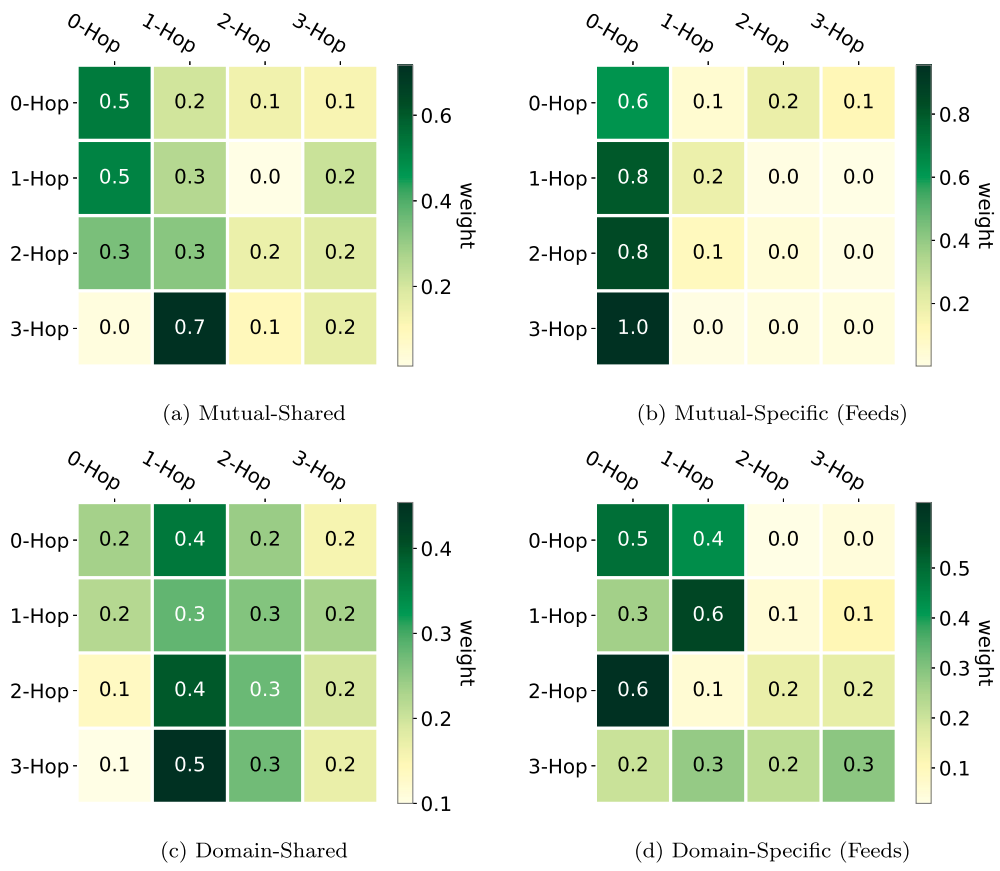 0-Hop 1-Hop 2-Hop 3-Hop
0-Hop 0.5 0.2 0.1 0.1
1-Hop 0.5 0.3 0.0 0.2
2-Hop 0.3 0.3 0.2 0.2
3-Hop 0.0 0.7 0.1 0.2
0.6
0.4
0.2
weight
(a) Mutual-Shared
0-Hop 1-Hop 2-Hop 3-Hop
0-Hop 0.6 0.1 0.2 0.1
1-Hop 0.8 0.2 0.0 0.0
2-Hop 0.8 0.1 0.0 0.0
3-Hop 1.0 0.0 0.0 0.0
0.8
0.6
0.4
0.2
weight
(b) Mutual-Specific (Feeds)
0-Hop 1-Hop 2-Hop 3-Hop
0-Hop 0.2 0.4 0.2 0.2
1-Hop 0.2 0.3 0.3 0.2
2-Hop 0.1 0.4 0.3 0.2
3-Hop 0.1 0.5 0.3 0.2
0.4
0.3
0.2
0.1
weight
(c) Domain-Shared
0-Hop 1-Hop 2-Hop 3-Hop
0-Hop 0.5 0.4 0.0 0.0
1-Hop 0.3 0.6 0.1 0.1
2-Hop 0.6 0.1 0.2 0.2
3-Hop 0.2 0.3 0.2 0.3
0.5
0.4
0.3
0.2
0.1
weight
(d) Domain-Specific (Feeds)